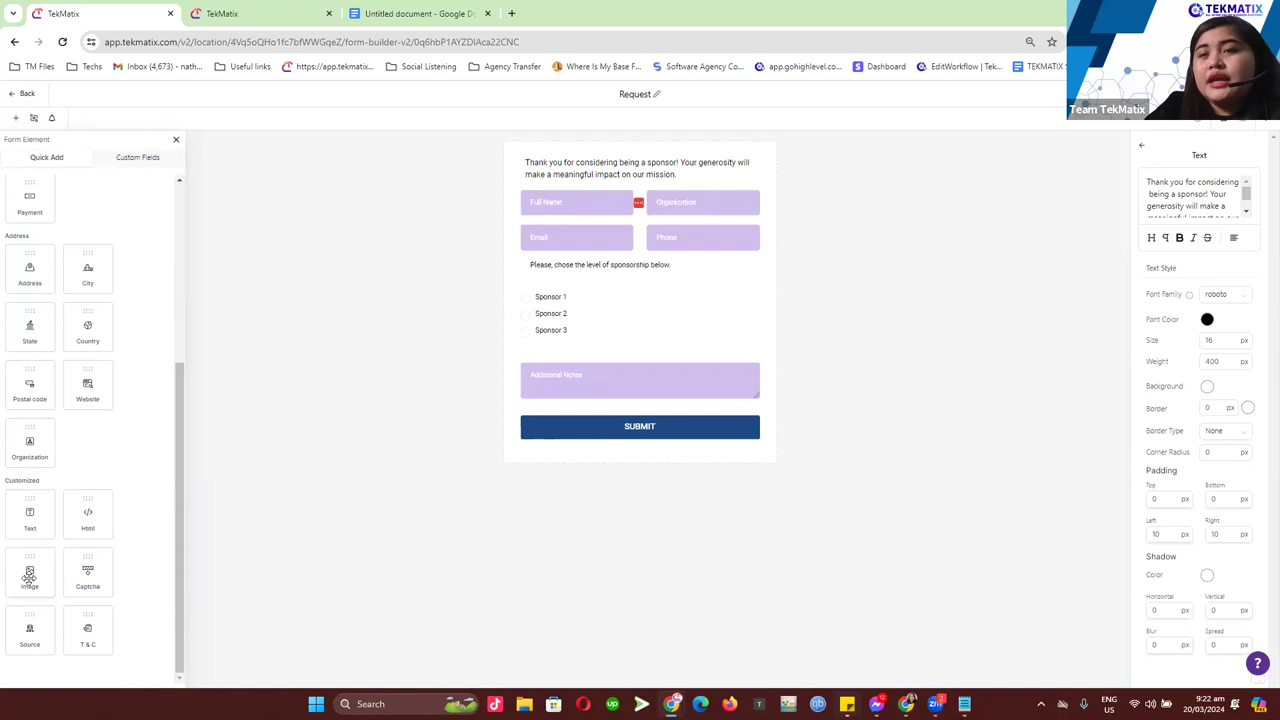 TekMatix
TekMatix
Untitled document - Google Do
app.tekmatix.com/v2/location/4Vq5oQHo1fc7bfWWGqeZ/form-builder-v2/0q6hbP1AYZDIAca22CNC
TM Files
Techs
Inbox (4,673) - nath
Useful links
https://app.tekmatix
Social Listening
Agency Transfer
Where Is My Base F
Software Agency Co
app.gohighlevel.com
Dashboard
EditWorkflow | Tek
TEKMATIX
TEKMATIX
Team TekMatix
Back
Request
Form Element
Quick Add
Custom Fields
Payment
Address
Address
City
State
Country
Postal code
Website
Organization
Customized
Text
Html
Image
Captcha
Source
T & C
Thank you for considering being a sponsor! Your generosity will
make a meaningful impact on our mission.
Full Name
Organization
Email
Phone
Please, chose the level of sponsorship below.
Sponsor 1
Sponsor 2
Sponsor 3
Additional Notes
SUBMIT
Text
Thank you for considering
being a sponsor! Your
generosity will make a
meaningful impact on our
H
B
I
S
Text Style
Font Family
roboto
Font Color
Size
16 px
Weight
400
Background
Border
0 px
Border Type
None
Corner Radius
0 px
Padding
Top
Bottom
0 px
0 px
Left
Right
10 px
10 px
Shadow
Color
Horizontal
Vertical
0 px
0 px
Blur
Spread
0 px
0 px
?
Search
ENG
US
9:22 am
20/03/2024